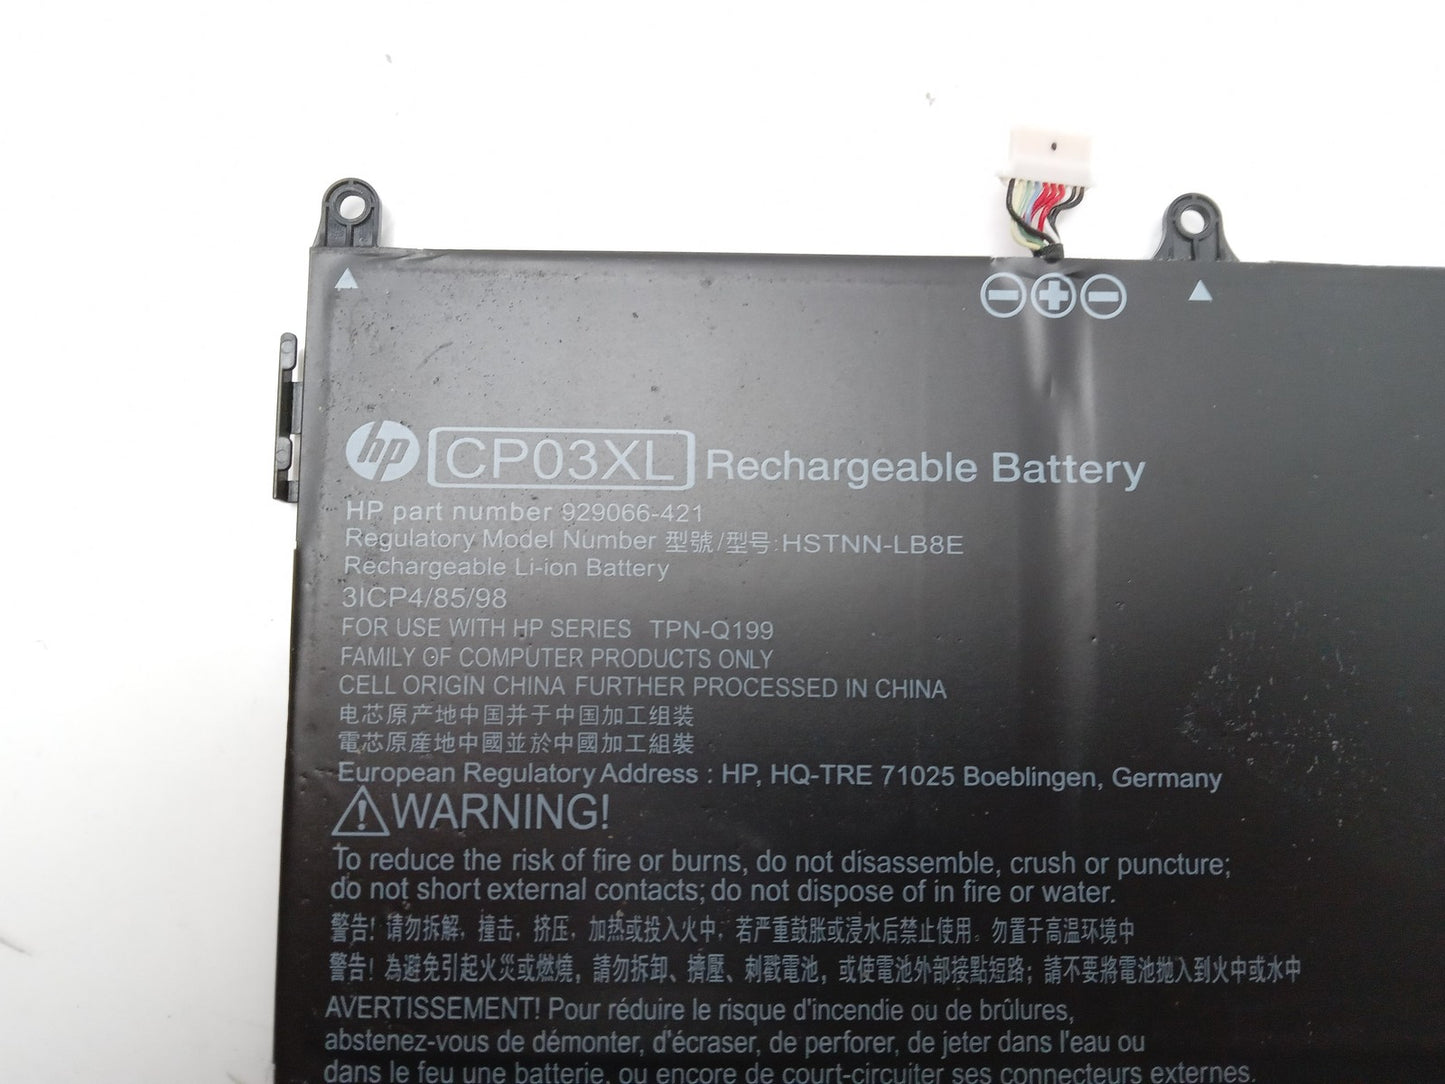 hp CP03XL Rechargeable Battery
HP part number 929066-421
Regulatory Model Number 型號/型号:HSTNN-LB8E
Rechargeable Li-ion Battery
3ICP4/85/98
FOR USE WITH HP SERIES TPN-Q199
FAMILY OF COMPUTER PRODUCTS ONLY
CELL ORIGIN CHINA FURTHER PROCESSED IN CHINA
电芯原产地中国并于中国加工组装
電芯原產地中國並於中國加工組裝
European Regulatory Address : HP, HQ-TRE 71025 Boeblingen, Germany
WARNING!
To reduce the risk of fire or burns, do not disassemble, crush or puncture;
do not short external contacts; do not dispose of in fire or water.
警告! 请勿拆解, 撞击, 挤压, 加热或投入火中, 若严重鼓胀或浸水后禁止使用。勿置于高温环境中
警告! 為避免引起火災或燃燒, 請勿拆卸、擠壓、刺戳電池, 或使電池外部接點短路; 請不要將電池拋入到火中或水中
AVERTISSEMENT! Pour réduire le risque d'incendie ou de brûlures,
abstenez-vous de démonter, d'écraser, de perforer, de jeter dans l'eau ou
dans le feu une batterie, ou encore de court-circuiter ses connecteurs externes.